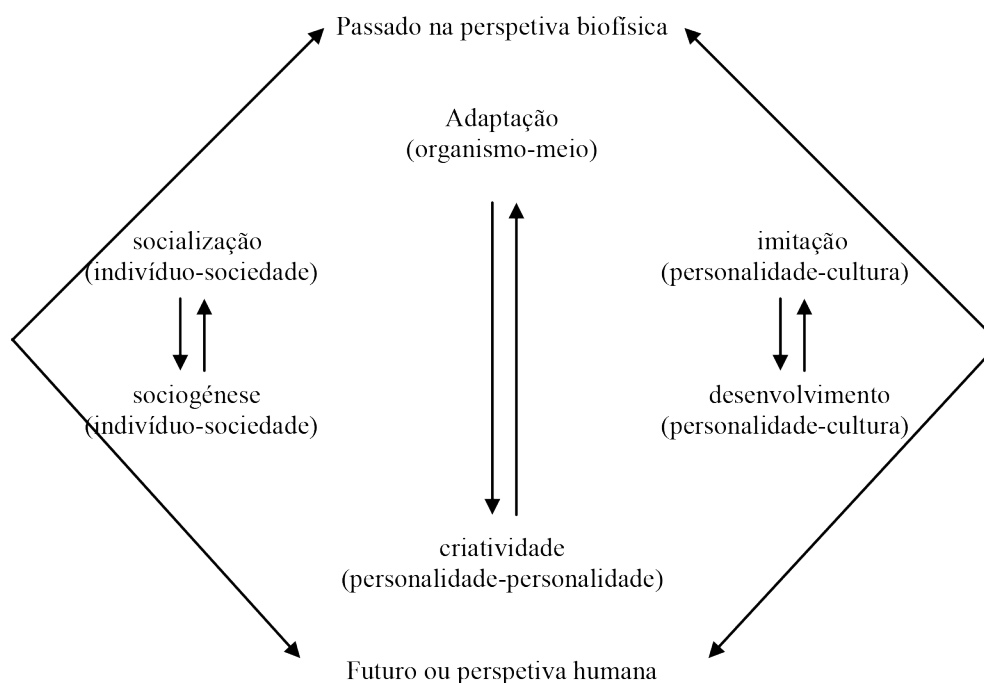 Passado na perspetiva biofísica
Adaptação
(organismo-meio)
socialização
(indivíduo-sociedade)
imitação
(personalidade-cultura)
sociogénese
(indivíduo-sociedade)
desenvolvimento
(personalidade-cultura)
criatividade
(personalidade-personalidade)
Futuro ou perspetiva humana